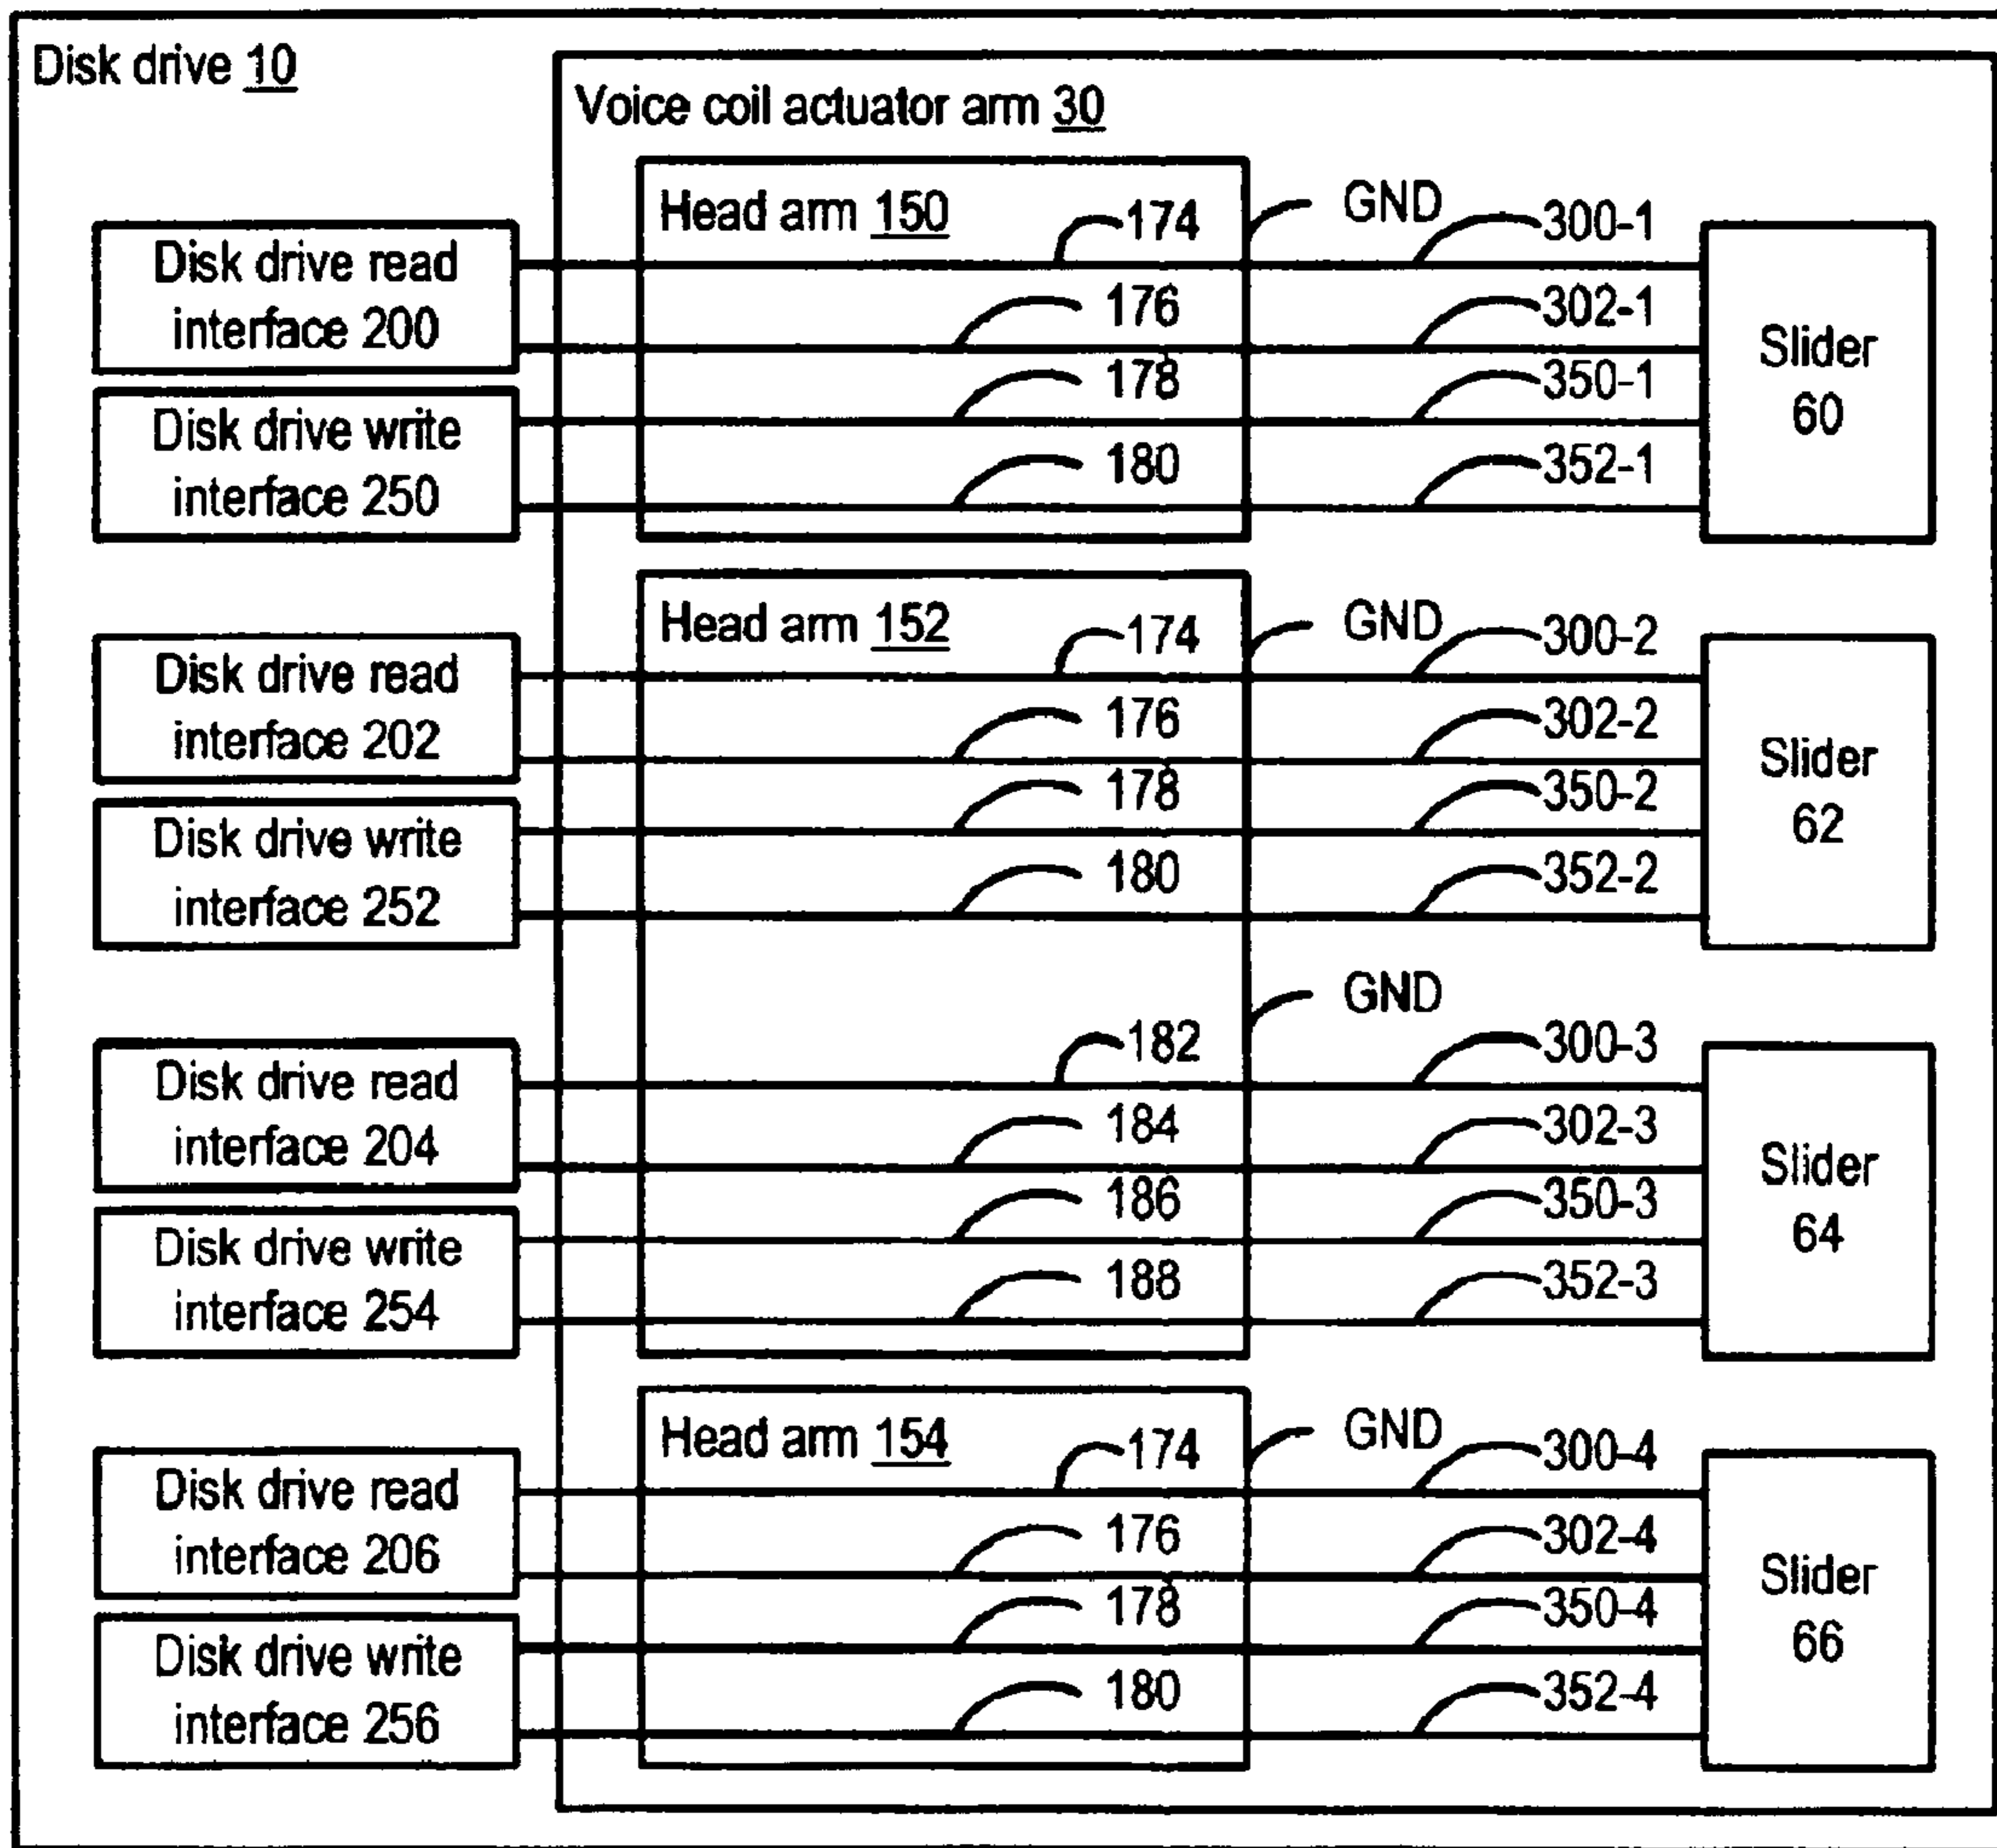 Disk drive 10
Voice coil actuator arm 30
Head arm 150
174
GND
300-1
Disk drive read
interface 200
176
302-1
178
350-1
Disk drive write
interface 250
180
352-1
Slider
60
Head arm 152
174
GND
300-2
Disk drive read
interface 202
176
302-2
178
350-2
Disk drive write
interface 252
180
352-2
Slider
62
GND
182
300-3
Disk drive read
interface 204
184
302-3
186
350-3
Disk drive write
interface 254
188
352-3
Slider
64
Head arm 154
174
GND
300-4
Disk drive read
interface 206
176
302-4
178
350-4
Disk drive write
interface 256
180
352-4
Slider
66